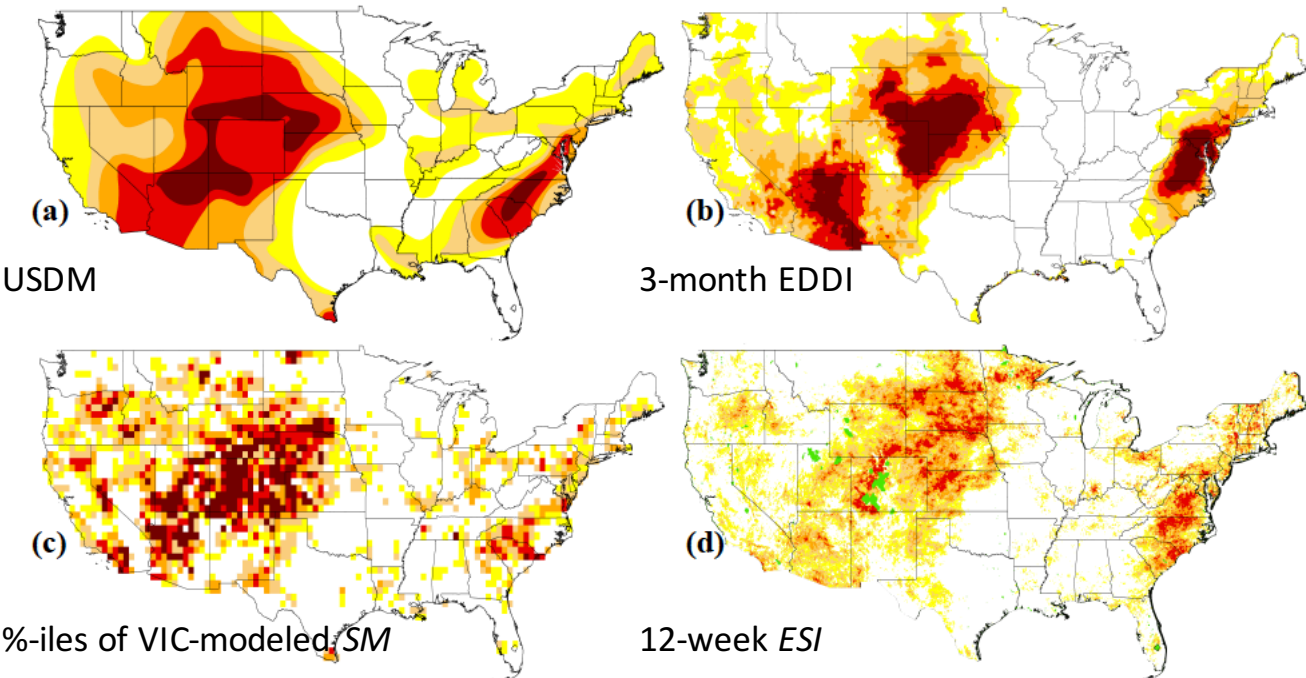 (a)
USDM
(b)
3-month EDDI
(c)
%-iles of VIC-modeled SM
(d)
12-week ESI